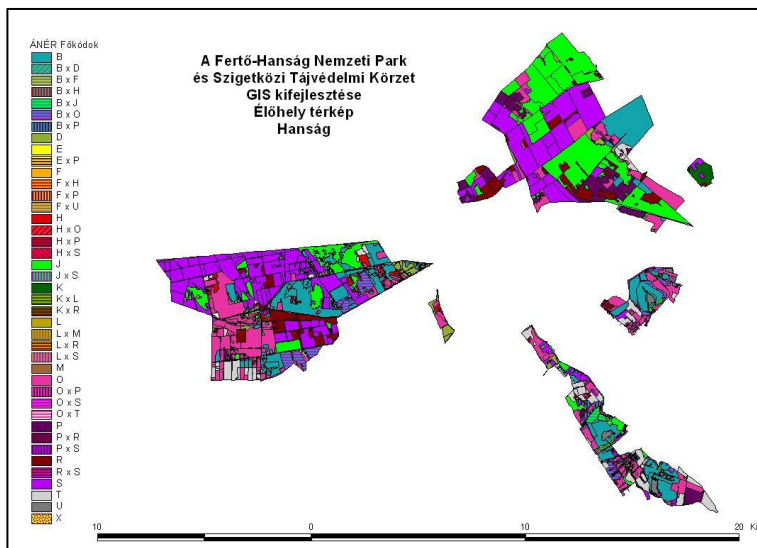 ÁNÉR Főkódok
B
B x D
B x F
B x H
B x J
B x O
B x P
D
E
E x P
F
F x H
F x P
F x U
H
H x O
H x P
H x S
J
J x S
K
K x L
K x R
L
L x M
L x R
L x S
M
O
O x P
O x S
O x T
P
P x R
P x S
R
R x S
S
T
U
X
A Fertő-Hanság Nemzeti Park
és Szigetközi Tájvédelmi Körzet
GIS kifejlesztése
Élőhely térkép
Hanság
10 0 10 20 Ki